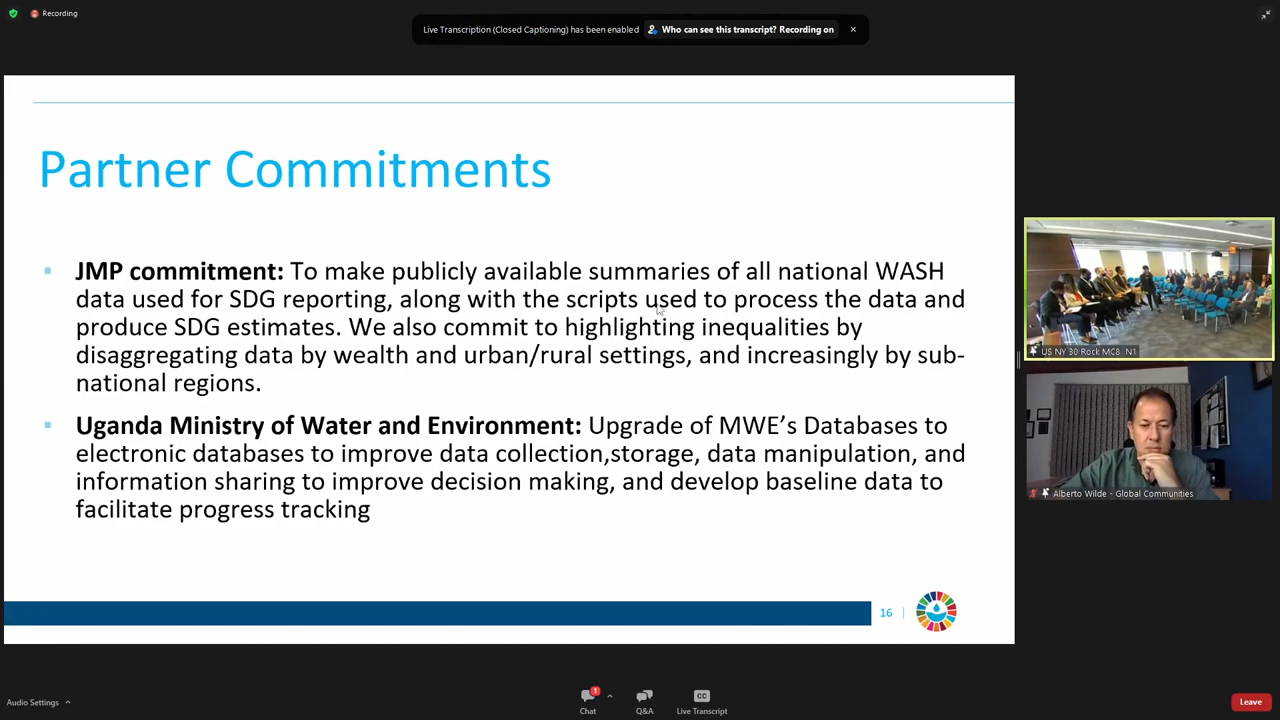 Recording
Live Transcription (Closed Captioning) has been enabled
Who can see this transcript? Recording on
Partner Commitments
JMP commitment: To make publicly available summaries of all national WASH
data used for SDG reporting, along with the scripts used to process the data and
produce SDG estimates. We also commit to highlighting inequalities by
disaggregating data by wealth and urban/rural settings, and increasingly by sub-
national regions.
Uganda Ministry of Water and Environment: Upgrade of MWE’s Databases to
electronic databases to improve data collection,storage, data manipulation, and
information sharing to improve decision making, and develop baseline data to
facilitate progress tracking
16
US NY 30 Rock MC8 N1
Alberto Wilde - Global Communities
Audio Settings
1
Chat
Q&A
CC
Live Transcript
Leave